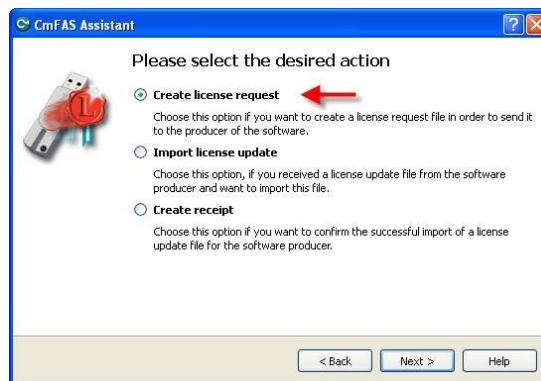 CmFAS Assistant
Please select the desired action
Create license request
Choose this option if you want to create a license request file in order to send it
to the producer of the software.
Import license update
Choose this option, if you received a license update file from the software
producer and want to import this file.
Create receipt
Choose this option if you want to confirm the successful import of a license
update file for the software producer.
< Back Next > Help